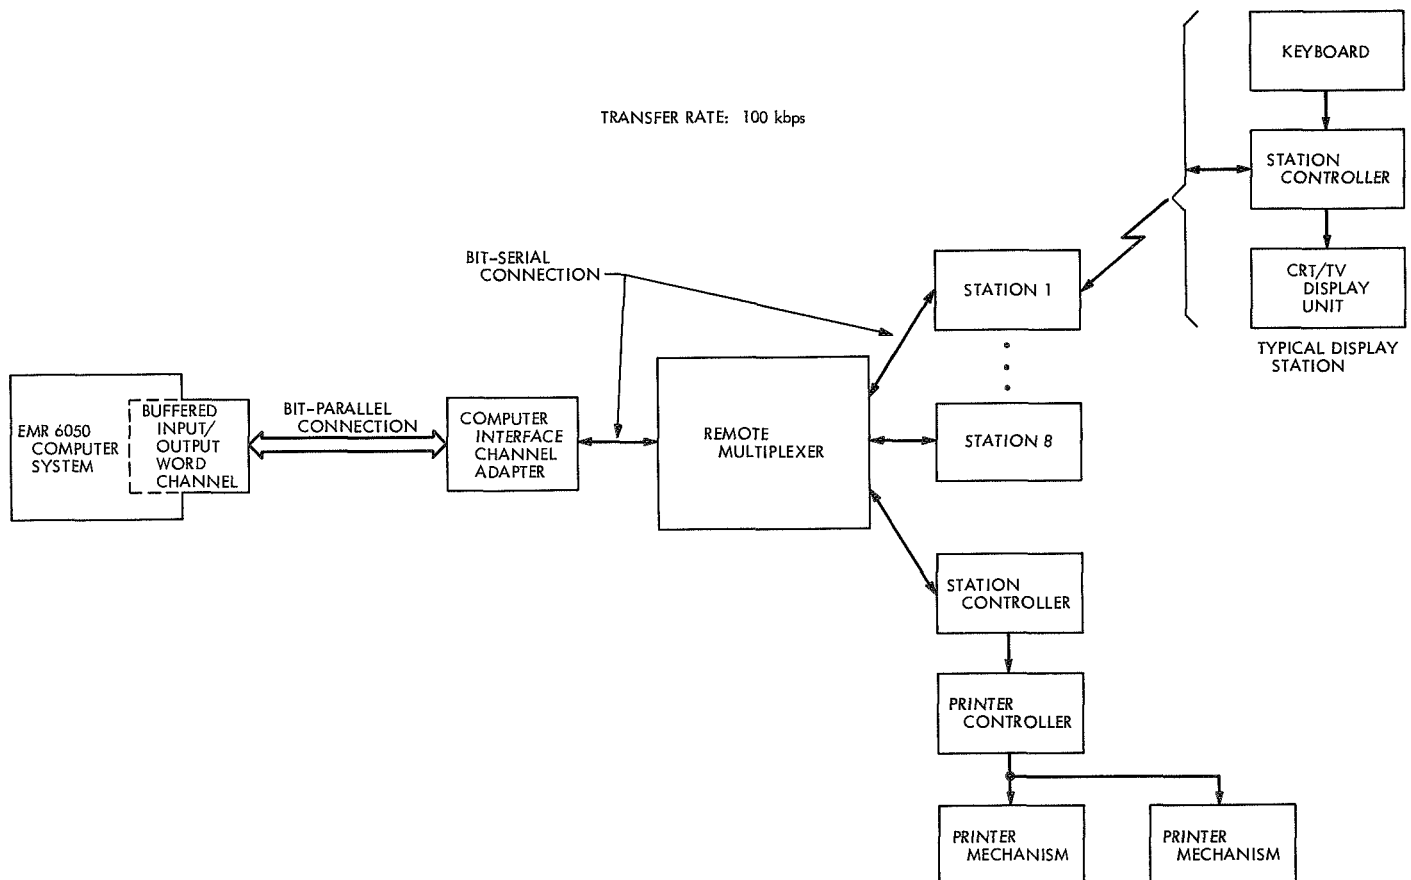 KEYBOARD
TRANSFER RATE: 100 kbps
STATION
CONTROLLER
BIT-SERIAL
CONNECTION
STATION 1
CRT/TV
DISPLAY
UNIT
TYPICAL DISPLAY
STATION
EMR 6050
COMPUTER
SYSTEM
BUFFERED
INPUT/
OUTPUT
WORD
CHANNEL
BIT-PARALLEL
CONNECTION
COMPUTER
INTERFACE
CHANNEL
ADAPTER
REMOTE
MULTIPLEXER
STATION 8
STATION
CONTROLLER
PRINTER
CONTROLLER
PRINTER
MECHANISM
PRINTER
MECHANISM